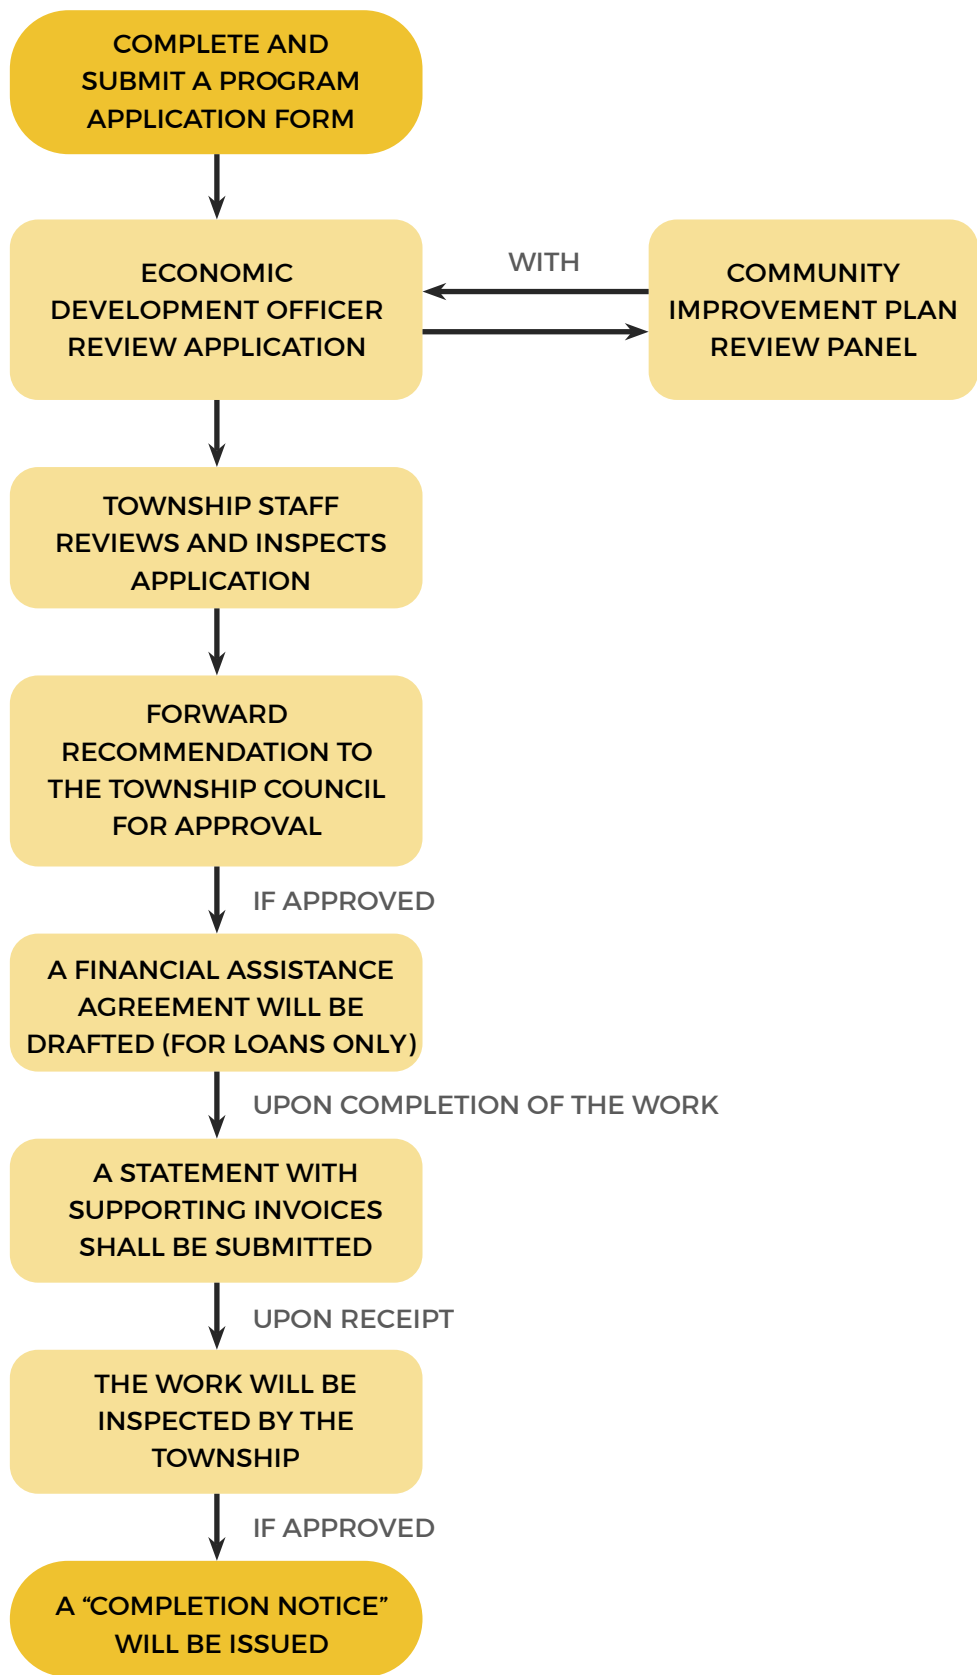 COMPLETE AND
SUBMIT A PROGRAM
APPLICATION FORM
ECONOMIC
DEVELOPMENT OFFICER
REVIEW APPLICATION
WITH
COMMUNITY
IMPROVEMENT PLAN
REVIEW PANEL
TOWNSHIP STAFF
REVIEWS AND INSPECTS
APPLICATION
FORWARD
RECOMMENDATION TO
THE TOWNSHIP COUNCIL
FOR APPROVAL
IF APPROVED
A FINANCIAL ASSISTANCE
AGREEMENT WILL BE
DRAFTED (FOR LOANS ONLY)
UPON COMPLETION OF THE WORK
A STATEMENT WITH
SUPPORTING INVOICES
SHALL BE SUBMITTED
UPON RECEIPT
THE WORK WILL BE
INSPECTED BY THE
TOWNSHIP
IF APPROVED
A “COMPLETION NOTICE”
WILL BE ISSUED